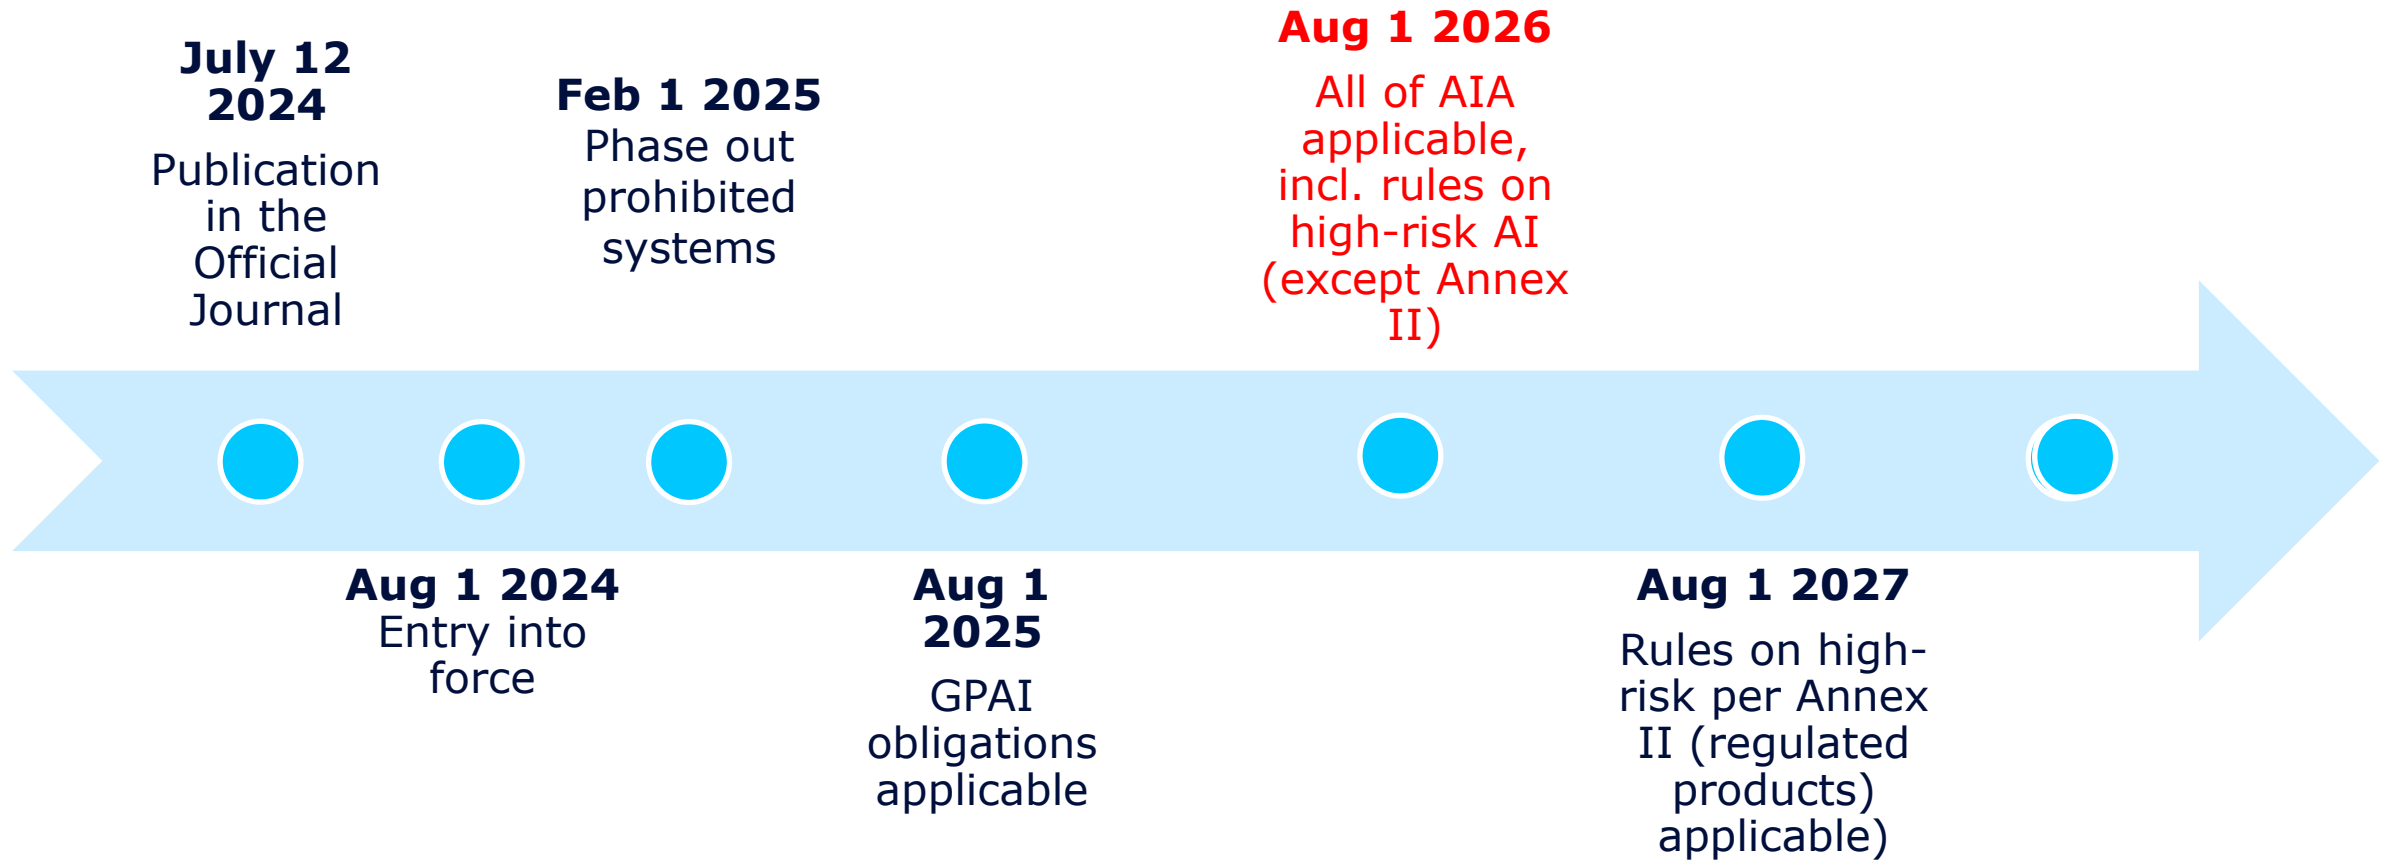 July 12
2024
Publication
in the
Official
Journal
Aug 1 2024
Entry into
force
Feb 1 2025
Phase out
prohibited
systems
Aug 1
2025
GPAI
obligations
applicable
Aug 1 2026
All of AIA
applicable,
incl. rules on
high-risk AI
(except Annex
II)
Aug 1 2027
Rules on high-
risk per Annex
II (regulated
products)
applicable)